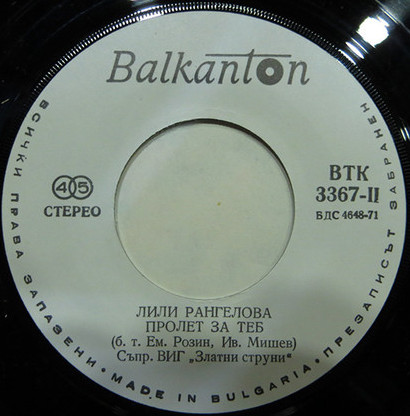 Balkanton
45
СТЕРЕО
ВТК
3367-II
БДС 4648-71
ЛИЛИ РАНГЕЛОВА
ПРОЛЕТ ЗА ТЕБ
(б. т. Ем. Розин, Ив. Мишев)
Съпр. ВИГ „Златни струни“
ВСИЧКИ ПРАВА ЗАПАЗЕНИ • MADE IN BULGARIA • ПРЕЗАПИСЪТ ЗАБРАНЕН